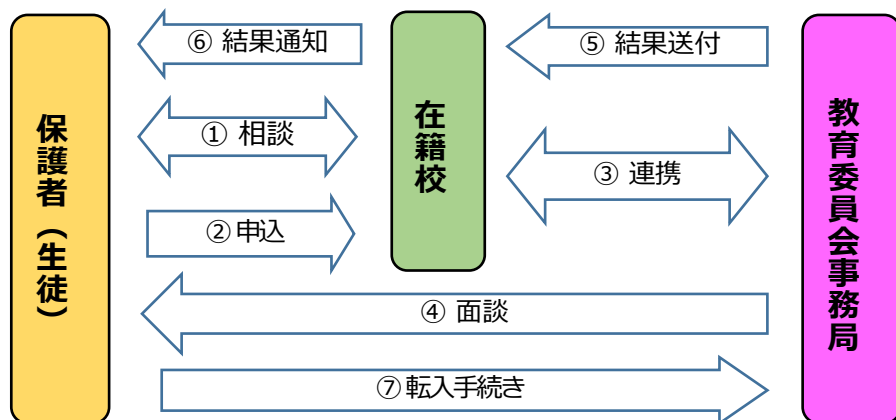 保護者（生徒）
⑥ 結果通知
① 相談
② 申込
在籍校
⑤ 結果送付
③ 連携
④ 面談
⑦ 転入手続き
教育委員会事務局